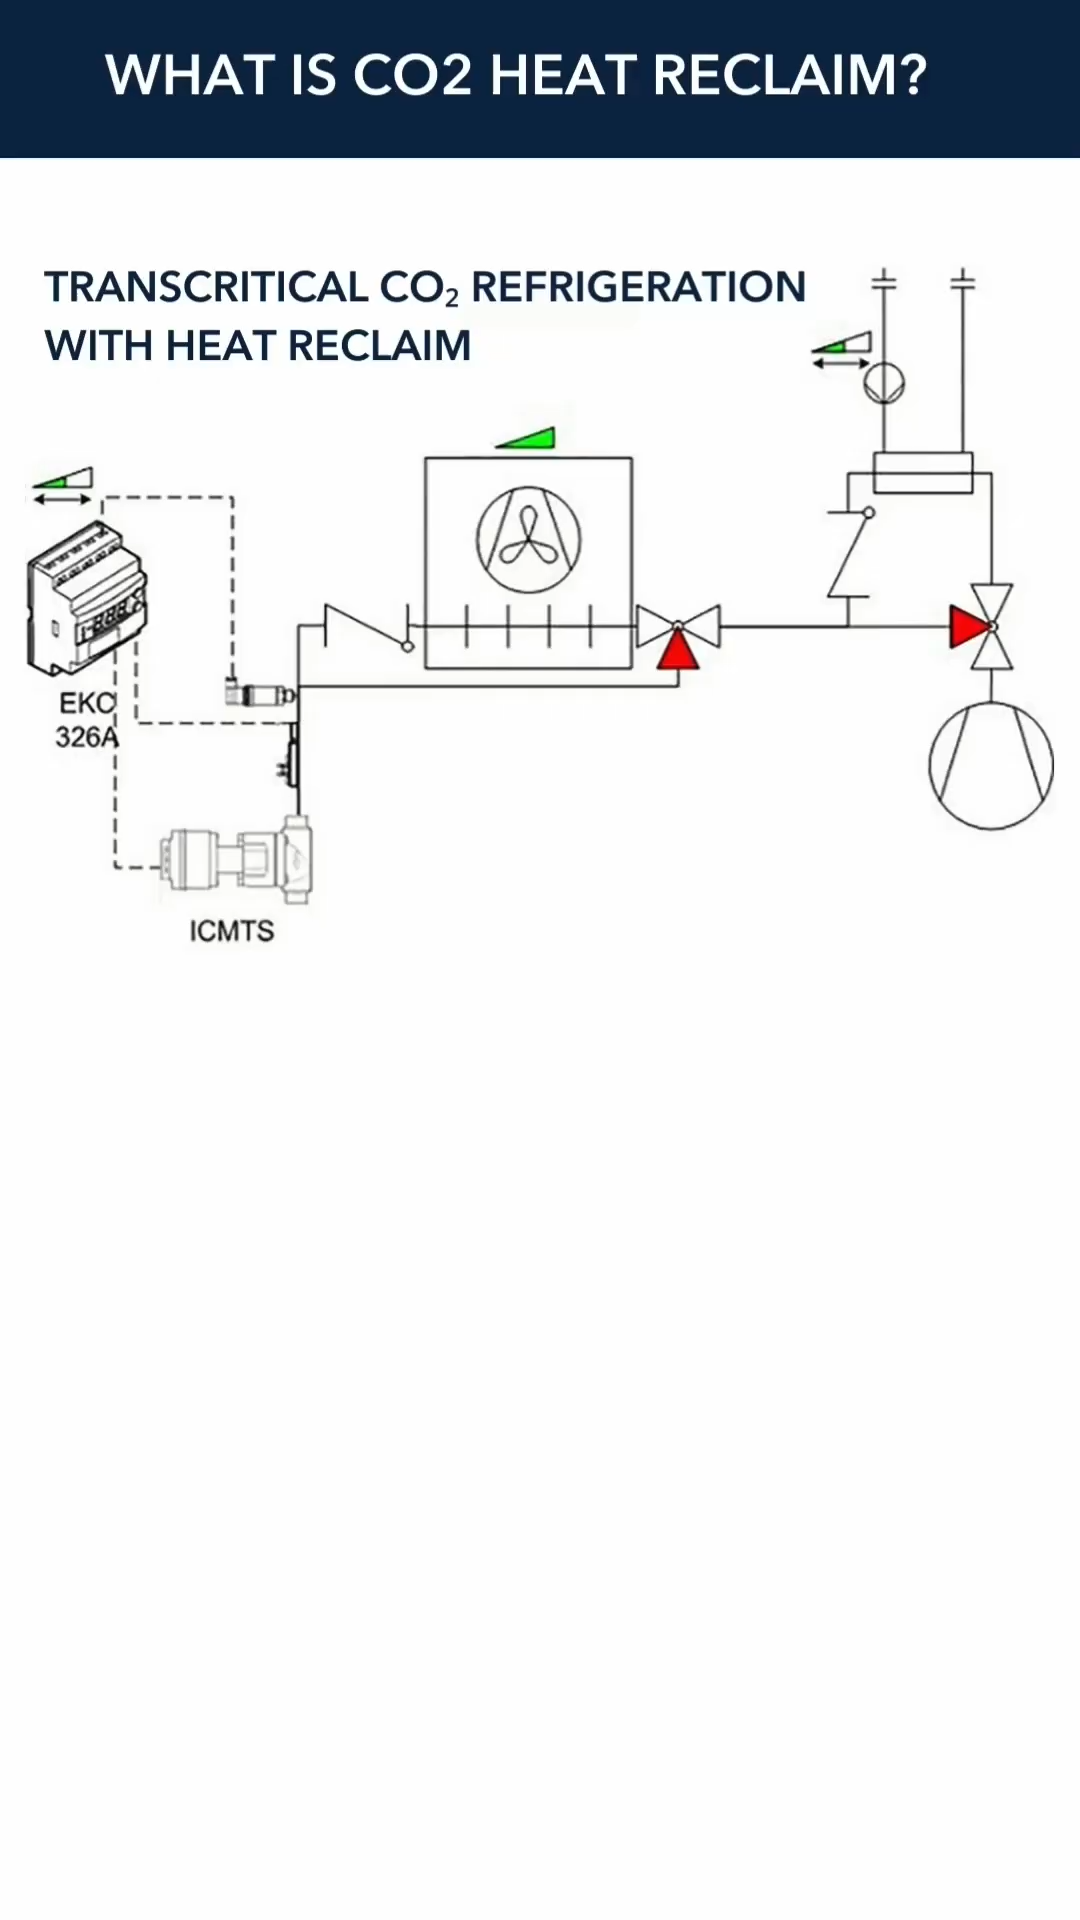 WHAT IS CO2 HEAT RECLAIM?
TRANSCRITICAL CO₂ REFRIGERATION
WITH HEAT RECLAIM
EKC
326A
ICMTS